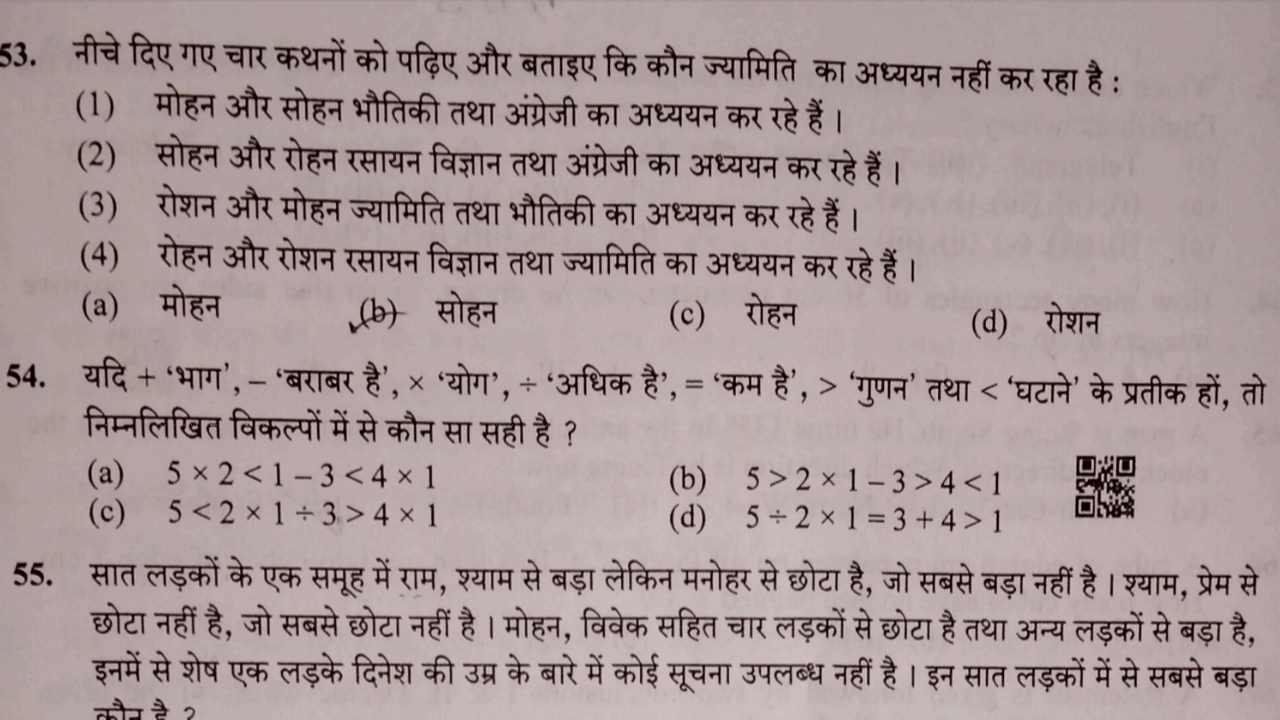 53. नीचे दिए गए चार कथनों को पढ़िए और बताइए कि कौन ज्यामिति का अध्ययन नहीं कर रहा है :
(1) मोहन और सोहन भौतिकी तथा अंग्रेजी का अध्ययन कर रहे हैं।
(2) सोहन और रोहन रसायन विज्ञान तथा अंग्रेजी का अध्ययन कर रहे हैं।
(3) रोशन और मोहन ज्यामिति तथा भौतिकी का अध्ययन कर रहे हैं।
(4) रोहन और रोशन रसायन विज्ञान तथा ज्यामिति का अध्ययन कर रहे हैं।
(a) मोहन (b) सोहन (c) रोहन (d) रोशन
54. यदि + ‘भाग’, – ‘बराबर है’, × ‘योग’, ÷ ‘अधिक है’, = ‘कम है’, > ‘गुणन’ तथा < ‘घटाने’ के प्रतीक हों, तो
निम्नलिखित विकल्पों में से कौन सा सही है ?
(a) 5 × 2 < 1 – 3 < 4 × 1 (b) 5 > 2 × 1 – 3 > 4 < 1
(c) 5 < 2 × 1 ÷ 3 > 4 × 1 (d) 5 ÷ 2 × 1 = 3 + 4 > 1
55. सात लड़कों के एक समूह में राम, श्याम से बड़ा लेकिन मनोहर से छोटा है, जो सबसे बड़ा नहीं है। श्याम, प्रेम से
छोटा नहीं है, जो सबसे छोटा नहीं है। मोहन, विवेक सहित चार लड़कों से छोटा है तथा अन्य लड़कों से बड़ा है,
इनमें से शेष एक लड़के दिनेश की उम्र के बारे में कोई सूचना उपलब्ध नहीं है। इन सात लड़कों में से सबसे बड़ा
कौन है ?